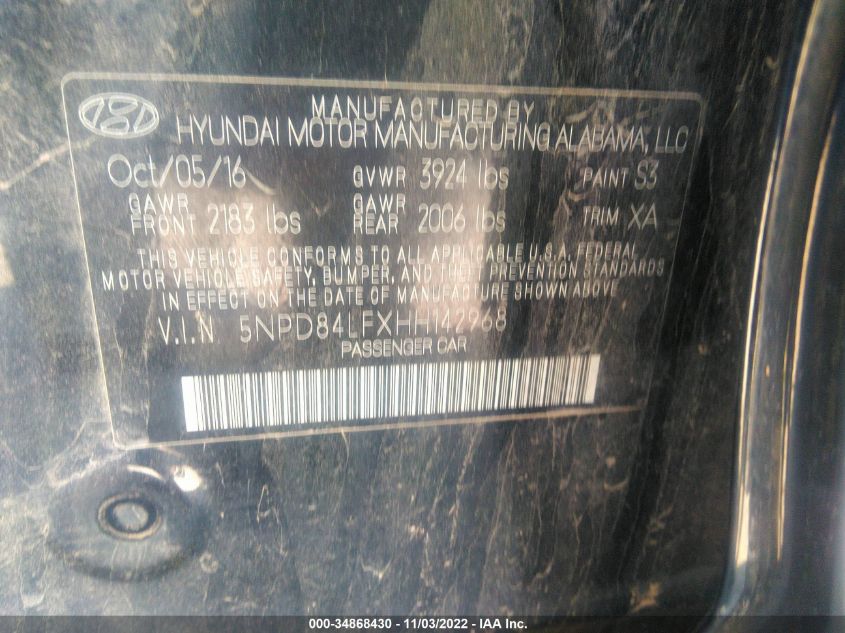 MANUFACTURED BY
HYUNDAI MOTOR MANUFACTURING ALABAMA, LLC
Oct/05/16 GVWR 3924 lbs PAINT S3
GAWR FRONT 2183 lbs GAWR REAR 2006 lbs TRIM XA
THIS VEHICLE CONFORMS TO ALL APPLICABLE U.S.A. FEDERAL
MOTOR VEHICLE SAFETY, BUMPER, AND THEFT PREVENTION STANDARDS
IN EFFECT ON THE DATE OF MANUFACTURE SHOWN ABOVE
V.I.N 5NPD84LFXHH142968
PASSENGER CAR
000-34868430 - 11/03/2022 - IAA Inc.